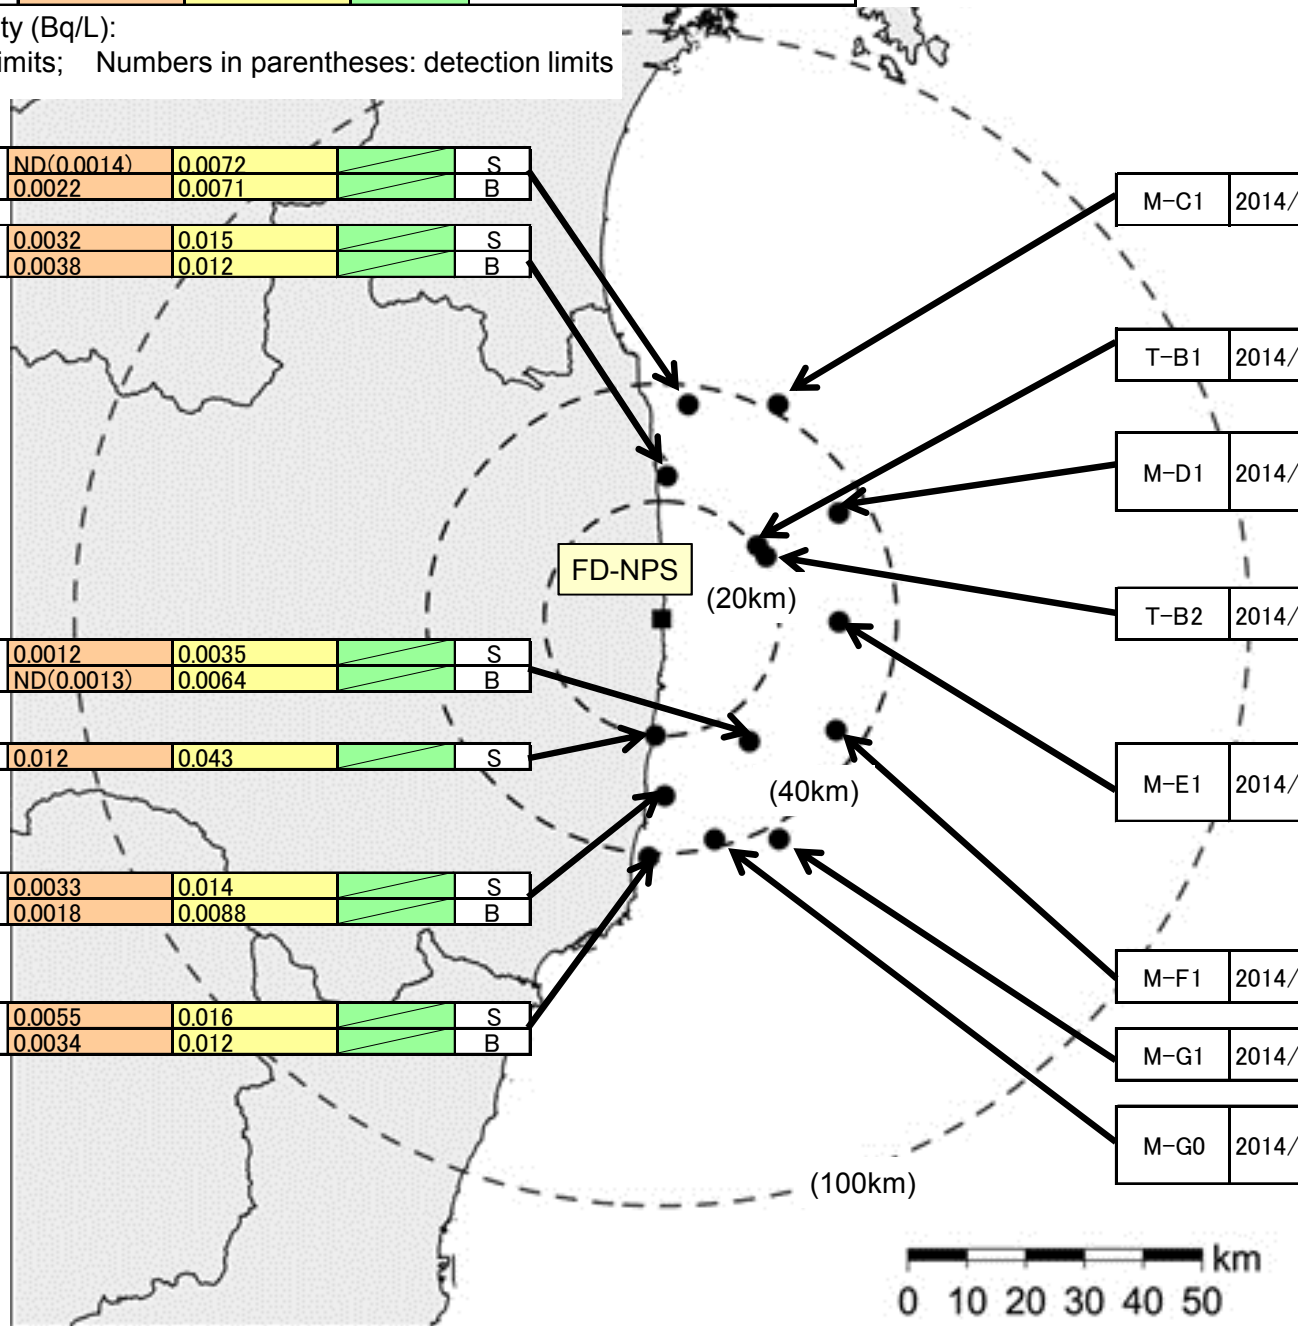 ty (Bq/L):
imits; Numbers in parentheses: detection limits
ND(0.0014) 0.0072 S
0.0022 0.0071 B
M-C1 2014/
0.0032 0.015 S
0.0038 0.012 B
T-B1 2014/
M-D1 2014/
FD-NPS
(20km)
T-B2 2014/
0.0012 0.0035 S
ND(0.0013) 0.0064 B
0.012 0.043 S
(40km)
M-E1 2014/
0.0033 0.014 S
0.0018 0.0088 B
M-F1 2014/
0.0055 0.016 S
0.0034 0.012 B
M-G1 2014/
M-G0 2014/
(100km)
km
0 10 20 30 40 50